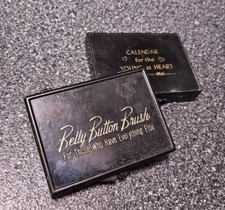 CALENDAR
for the
YOUNG at HEART
Belly Button Brush
For Those Who Have Everything Else